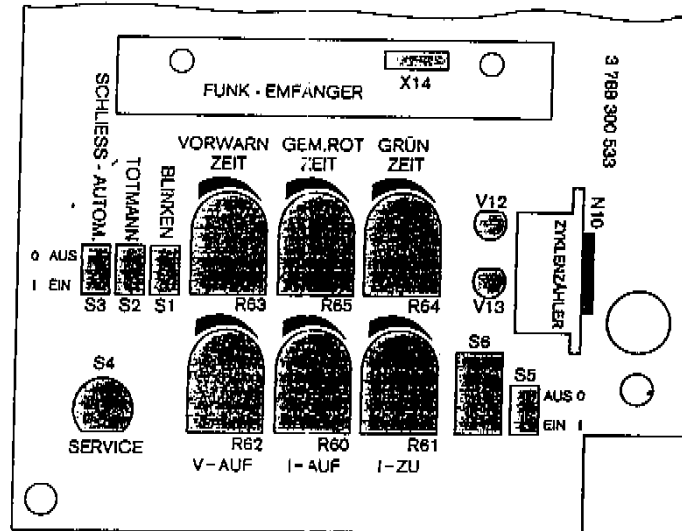 X14
FUNK - EMFÄNGER
3 788 300 533
SCHLIESS - AUTOM.
TOTMANN
BLINKEN
VORWARN ZEIT
GEM.ROT ZEIT
GRÜN ZEIT
V12
V13
N10
ZYKLENZÄHLER
0 AUS
I EIN
S3
S2
S1
R63
R65
R64
S4
SERVICE
R62
R60
R61
V-AUF
I-AUF
I-ZU
S6
S5
AUS 0
EIN I